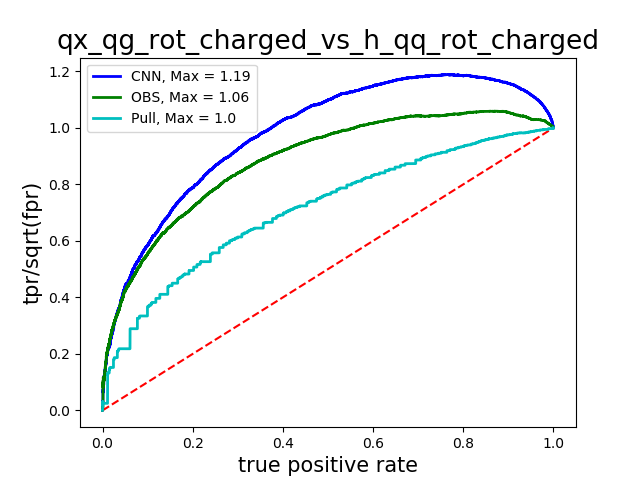 qx_qg_rot_charged_vs_h_qq_rot_charged
CNN, Max = 1.19
OBS, Max = 1.06
Pull, Max = 1.0
tpr/sqrt(fpr)
1.2
1.0
0.8
0.6
0.4
0.2
0.0
0.0 0.2 0.4 0.6 0.8 1.0
true positive rate